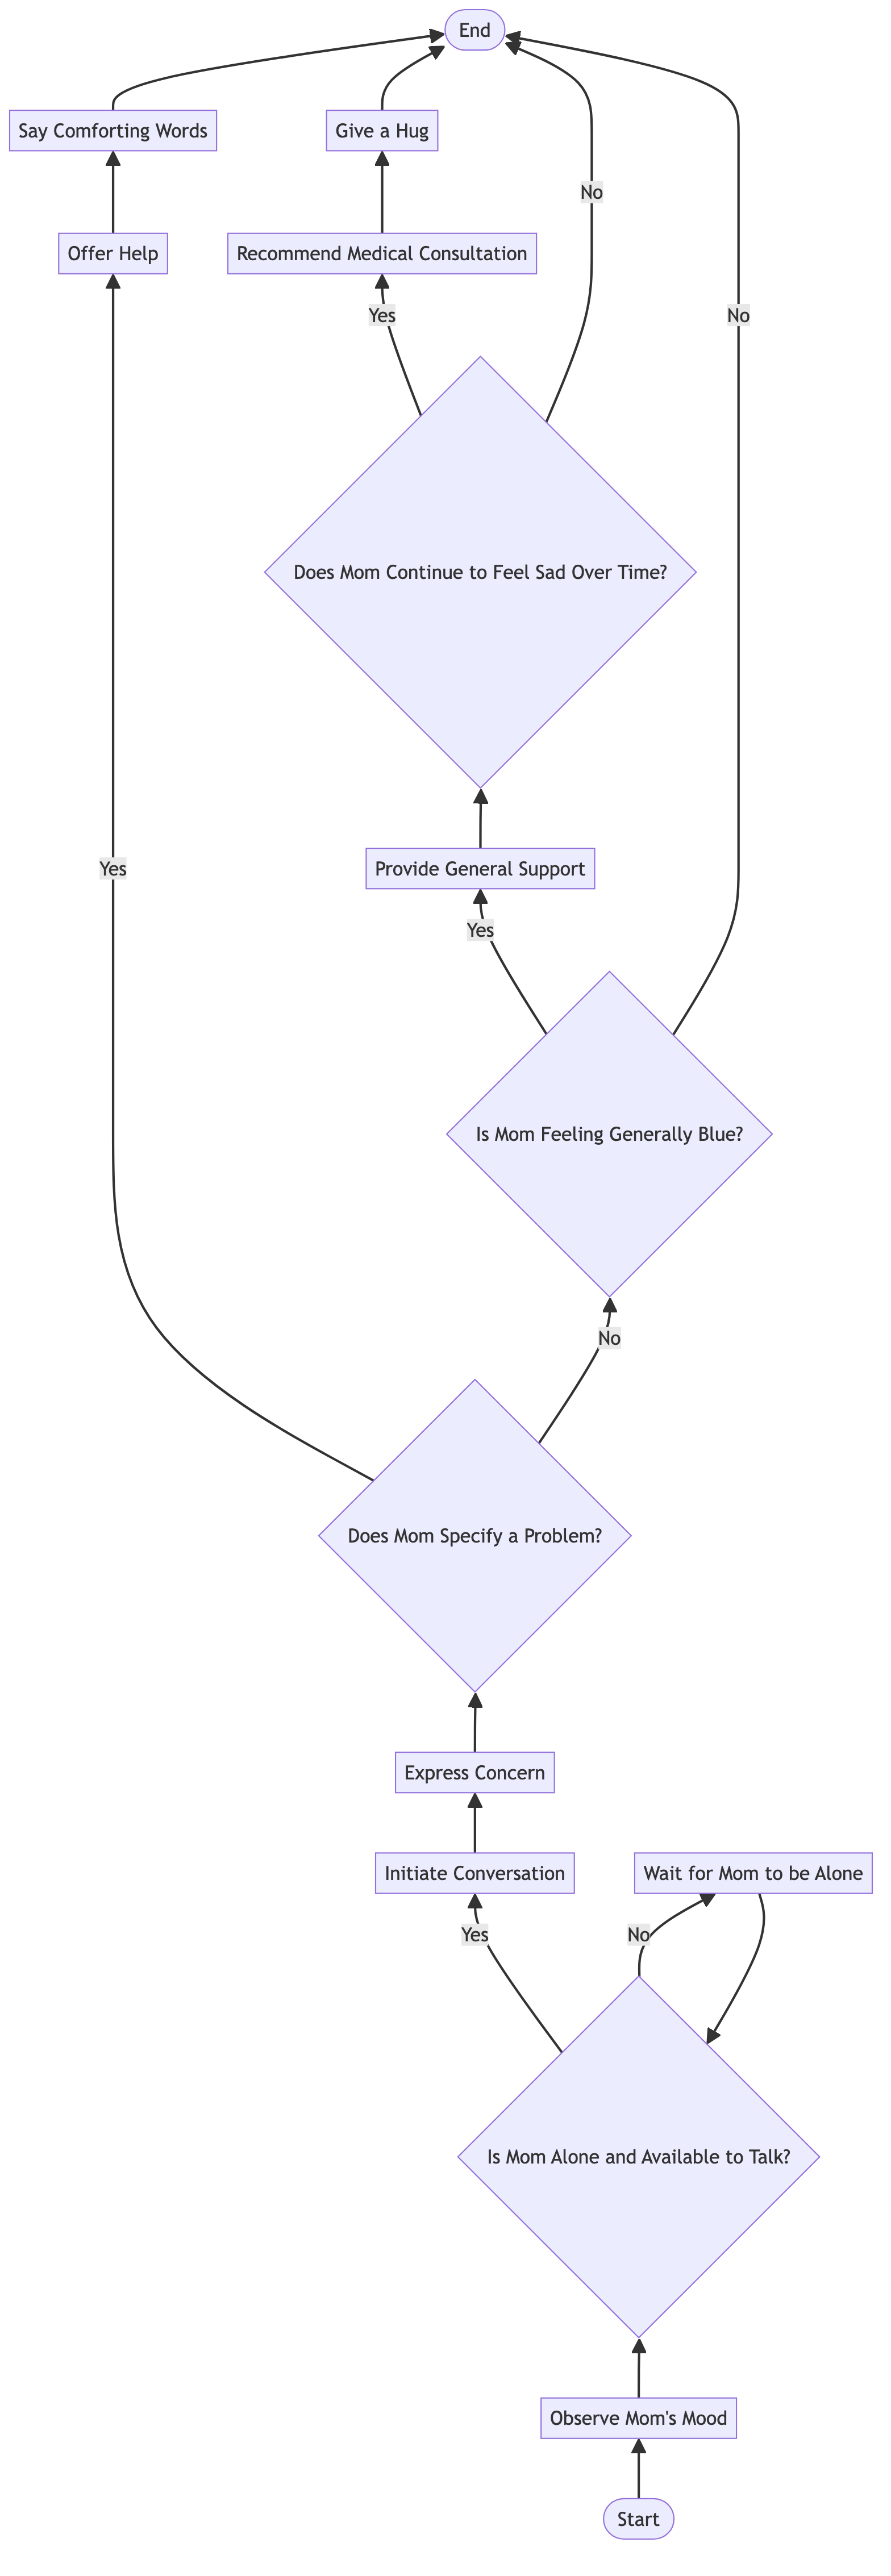 End
Say Comforting Words
Give a Hug
No
Offer Help
Recommend Medical Consultation
Yes
No
Does Mom Continue to Feel Sad Over Time?
Yes
Provide General Support
Yes
Is Mom Feeling Generally Blue?
No
Does Mom Specify a Problem?
Express Concern
Initiate Conversation
Wait for Mom to be Alone
Yes
No
Is Mom Alone and Available to Talk?
Observe Mom's Mood
Start